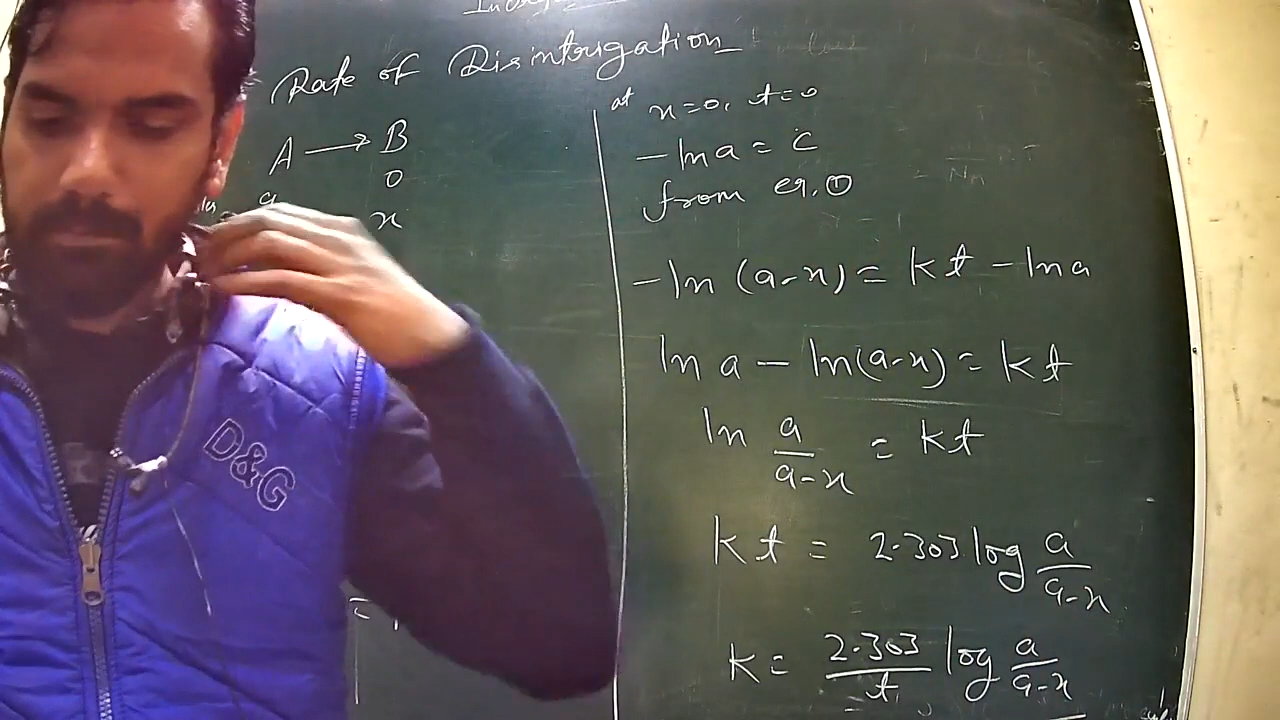 Rate of Disintrigation
A → B
a 0
x
at x=0, t=0
-ln a = C
from eq. ①
-ln (a-x) = kt - ln a
ln a - ln(a-x) = kt
ln a/(a-x) = kt
kt = 2.303 log a/(a-x)
k = 2.303/t log a/(a-x)
D&G